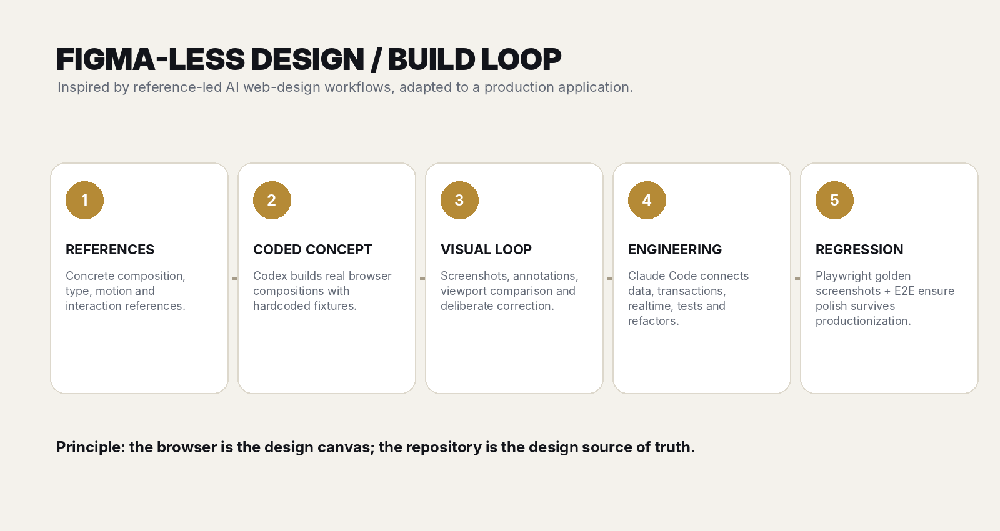 FIGMA-LESS DESIGN / BUILD LOOP
Inspired by reference-led AI web-design workflows, adapted to a production application.
1
REFERENCES
Concrete composition,
type, motion and
interaction references.
2
CODED CONCEPT
Codex builds real browser
compositions with
hardcoded fixtures.
3
VISUAL LOOP
Screenshots, annotations,
viewport comparison and
deliberate correction.
4
ENGINEERING
Claude Code connects
data, transactions,
realtime, tests and
refactors.
5
REGRESSION
Playwright golden
screenshots + E2E ensure
polish survives
productionization.
Principle: the browser is the design canvas; the repository is the design source of truth.